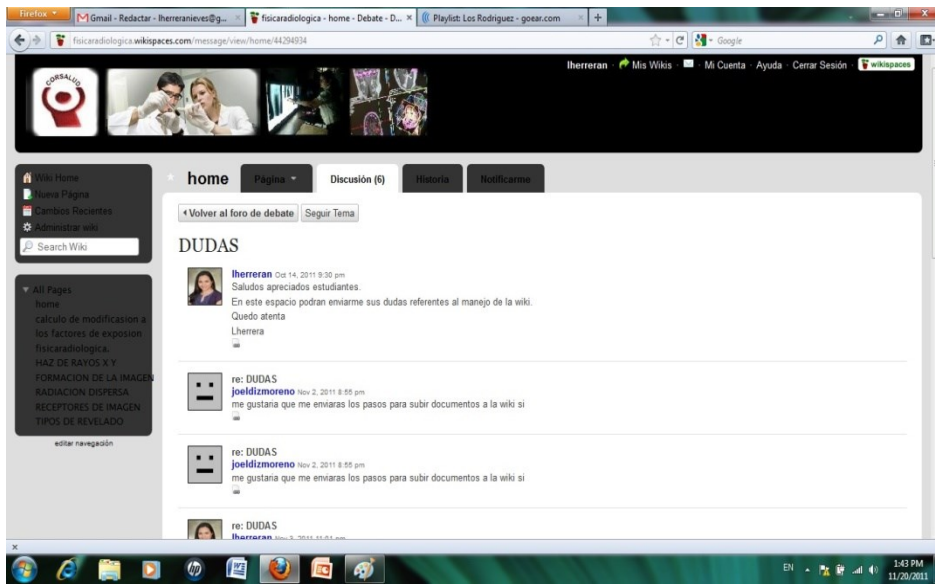 Firefox
Gmail - Redactar - lherreranieves@g...
fisicaradiologica - home - Debate - D...
Playlist: Los Rodriguez - goear.com
fisicaradiologica.wikispaces.com/message/view/home/44294934
Google
CORSALUD
lherreran · Mis Wikis · Mi Cuenta · Ayuda · Cerrar Sesión · wikispaces
Wiki Home
Nueva Página
Cambios Recientes
Administrar wiki
Search Wiki
All Pages
home
calculo de modificasion a
los factores de exposion
fisicaradiologica.
HAZ DE RAYOS X Y
FORMACION DE LA IMAGEN
RADIACION DISPERSA
RECEPTORES DE IMAGEN
TIPOS DE REVELADO
editar navegación
home
Página
Discusión (6)
Historia
Notificarme
Volver al foro de debate
Seguir Tema
DUDAS
lherreran Oct 14, 2011 9:30 pm
Saludos apreciados estudiantes.
En este espacio podran enviarme sus dudas referentes al manejo de la wiki.
Quedo atenta
Lherrera
re: DUDAS
joeldizmoreno Nov 2, 2011 8:55 pm
me gustaria que me enviaras los pasos para subir documentos a la wiki si
re: DUDAS
joeldizmoreno Nov 2, 2011 8:55 pm
me gustaria que me enviaras los pasos para subir documentos a la wiki si
re: DUDAS
lherreran Nov 3, 2011 11:01 pm
EN
1:43 PM
11/20/2011